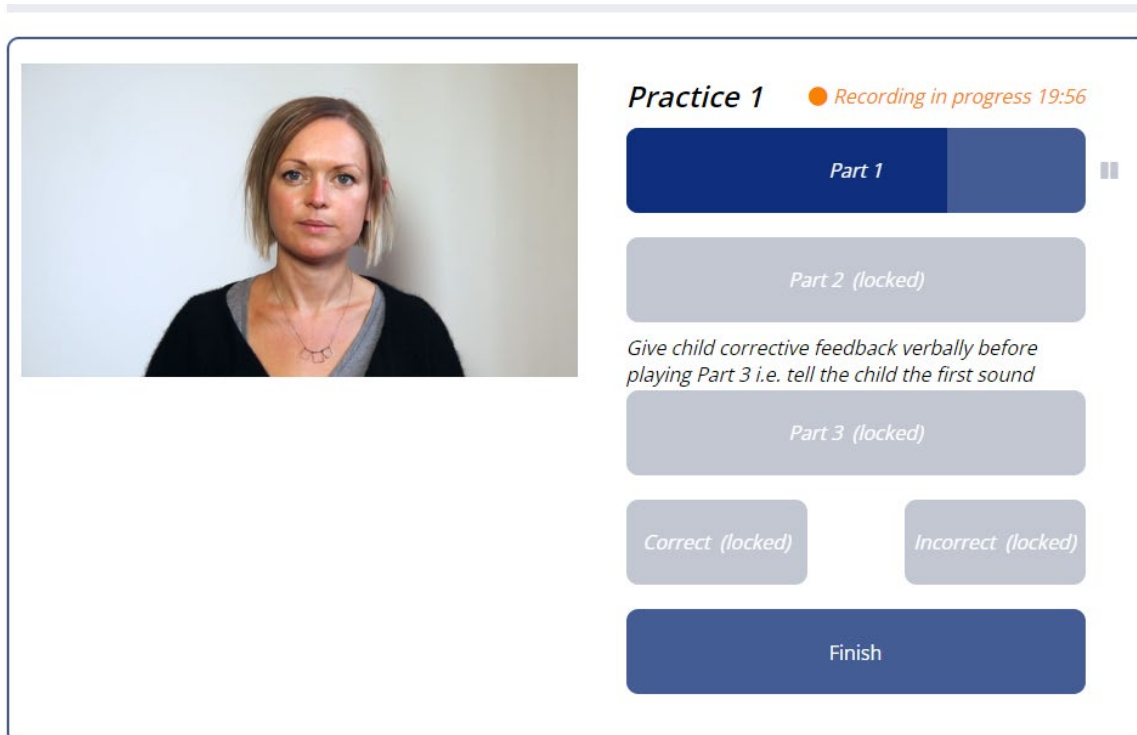 Practice 1
Recording in progress 19:56
Part 1
Part 2 (locked)
Give child corrective feedback verbally before
playing Part 3 i.e. tell the child the first sound
Part 3 (locked)
Correct (locked)
Incorrect (locked)
Finish